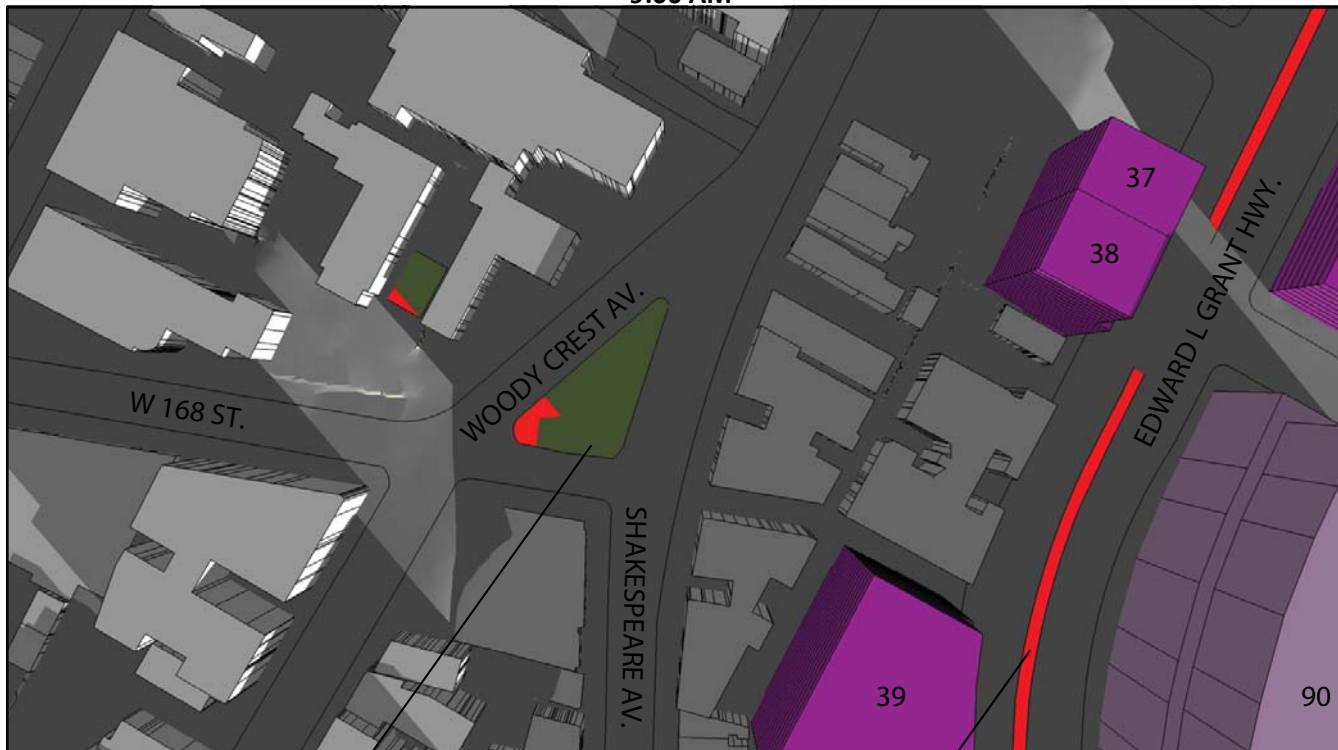 37
38
EDWARD L GRANT HWY.
WOODY CREST AV.
W 168 ST.
SHAKESPEARE AV.
39
90